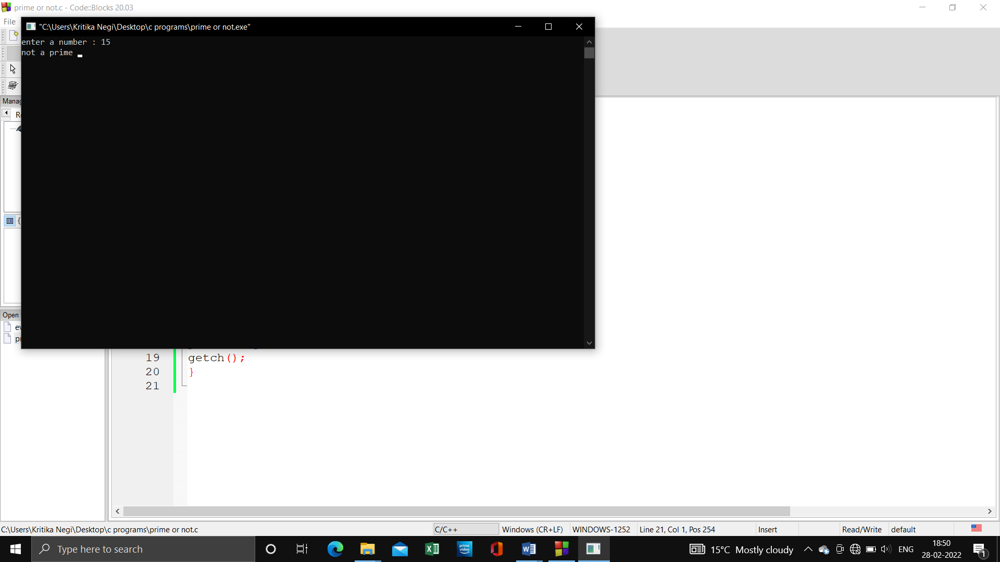 prime or not.c - Code::Blocks 20.03
File
"C:\Users\Kritika Negi\Desktop\c programs\prime or not.exe"
enter a number : 15
not a prime
Manag
{
Open
19 getch();
20 }
21
C:\Users\Kritika Negi\Desktop\c programs\prime or not.c
C/C++
Windows (CR+LF)
WINDOWS-1252
Line 21, Col 1, Pos 254
Insert
Read/Write
default
Type here to search
prime video
15°C Mostly cloudy
ENG
18:50
28-02-2022
1